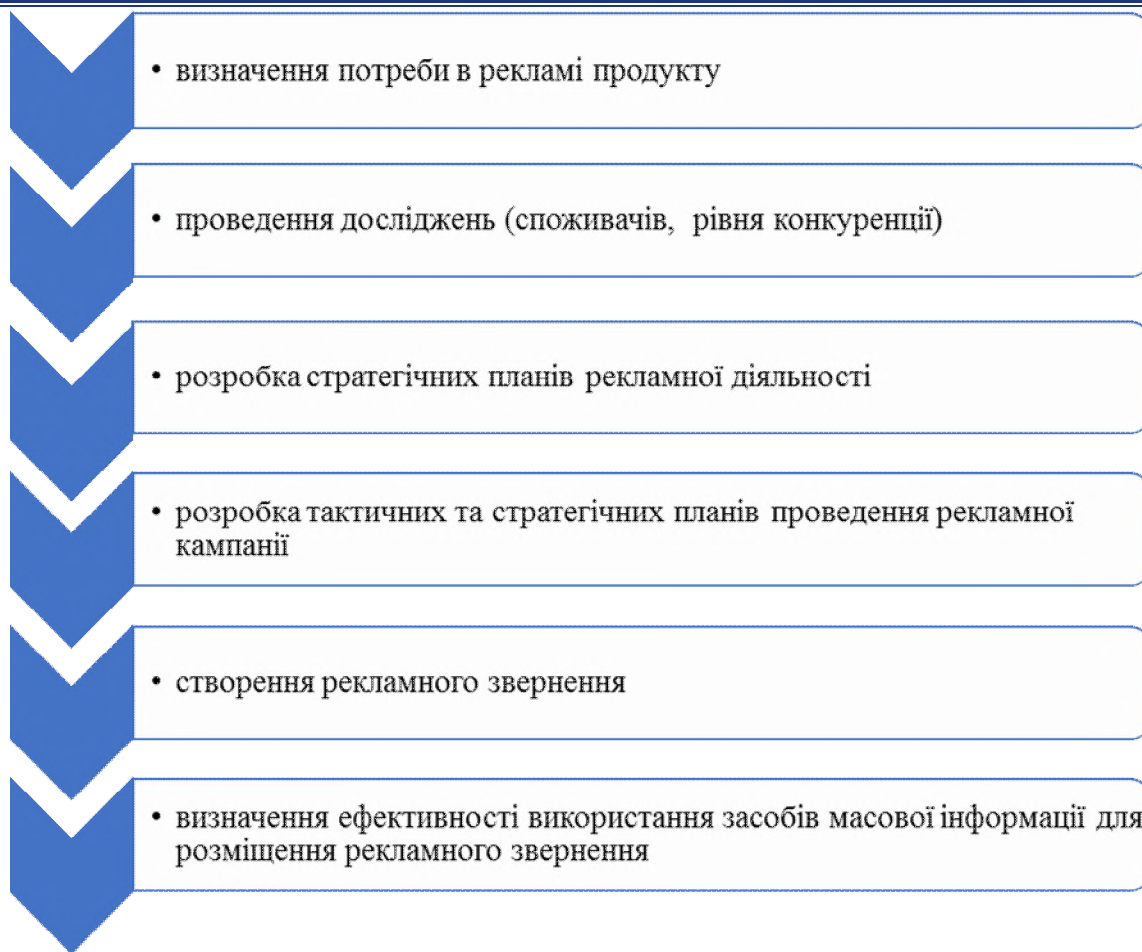 • визначення потреби в рекламі продукту
• проведення досліджень (споживачів, рівня конкуренції)
• розробка стратегічних планів рекламної діяльності
• розробка тактичних та стратегічних планів проведення рекламної
кампанії
• створення рекламного звернення
• визначення ефективності використання засобів масової інформації для
розміщення рекламного звернення